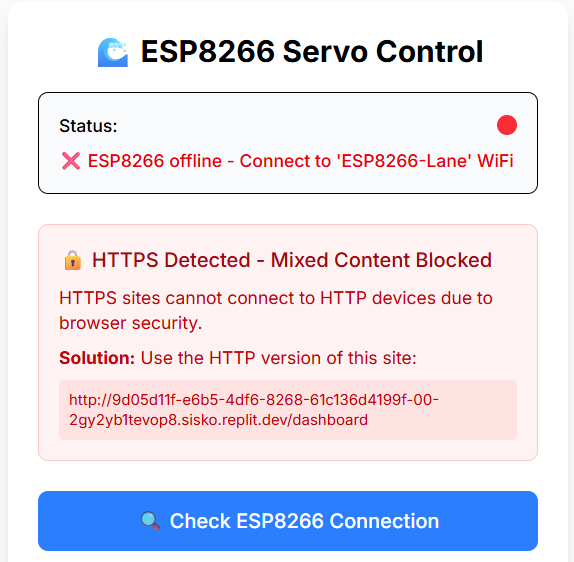 🌊 ESP8266 Servo Control
Status:
❌ ESP8266 offline - Connect to 'ESP8266-Lane' WiFi
🔒 HTTPS Detected - Mixed Content Blocked
HTTPS sites cannot connect to HTTP devices due to
browser security.
Solution: Use the HTTP version of this site:
http://9d05d11f-e6b5-4df6-8268-61c136d4199f-00-
2gy2yb1tevop8.sisko.replit.dev/dashboard
🔍 Check ESP8266 Connection